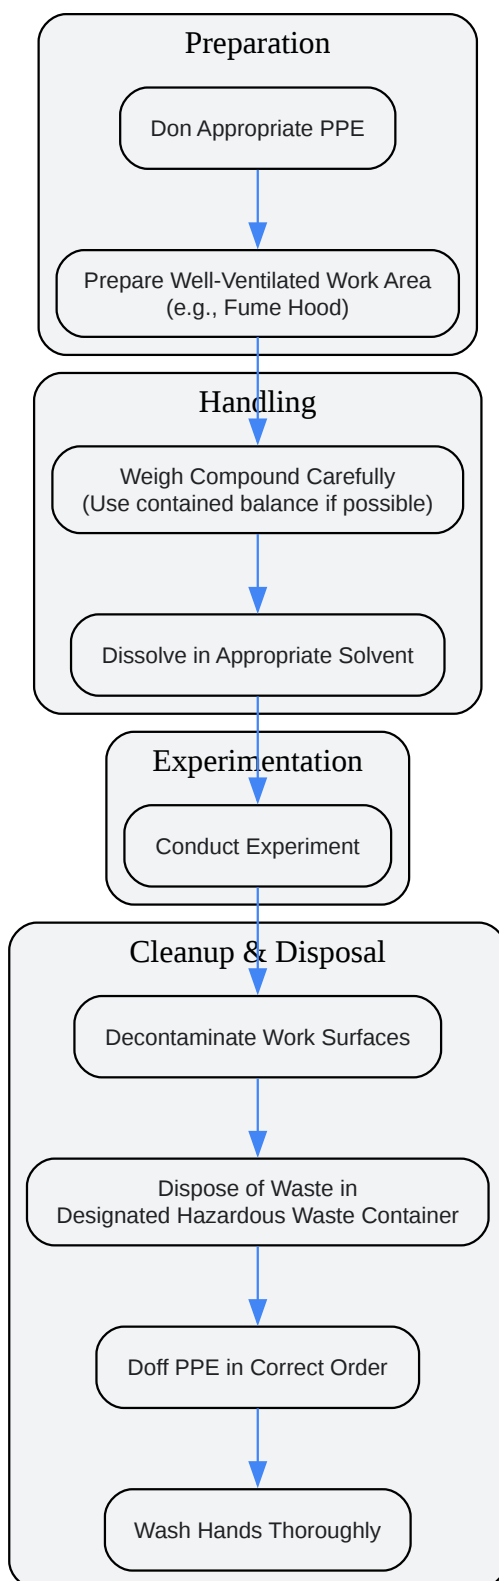 Preparation
Don Appropriate PPE
Prepare Well-Ventilated Work Area
(e.g., Fume Hood)
Handling
Weigh Compound Carefully
(Use contained balance if possible)
Dissolve in Appropriate Solvent
Experimentation
Conduct Experiment
Cleanup & Disposal
Decontaminate Work Surfaces
Dispose of Waste in
Designated Hazardous Waste Container
Doff PPE in Correct Order
Wash Hands Thoroughly